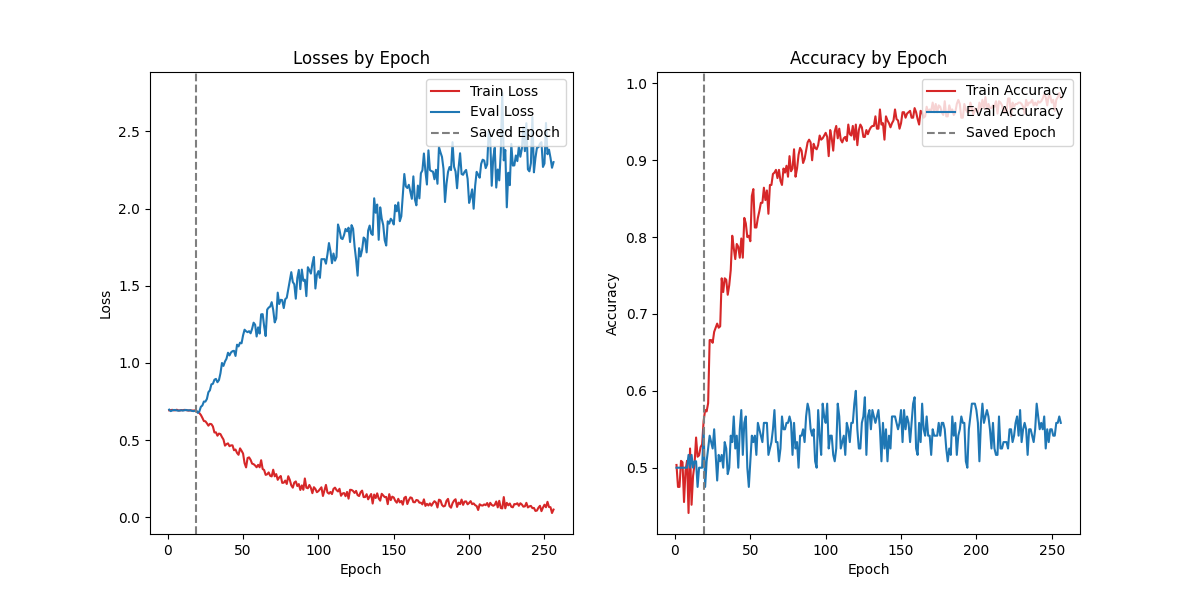 Losses by Epoch
Train Loss
Eval Loss
Saved Epoch
2.5
2.0
1.5
1.0
0.5
0.0
Loss
0
50
100
150
200
250
Epoch
Accuracy by Epoch
Train Accuracy
Eval Accuracy
Saved Epoch
1.0
0.9
0.8
0.7
0.6
0.5
Accuracy
0
50
100
150
200
250
Epoch